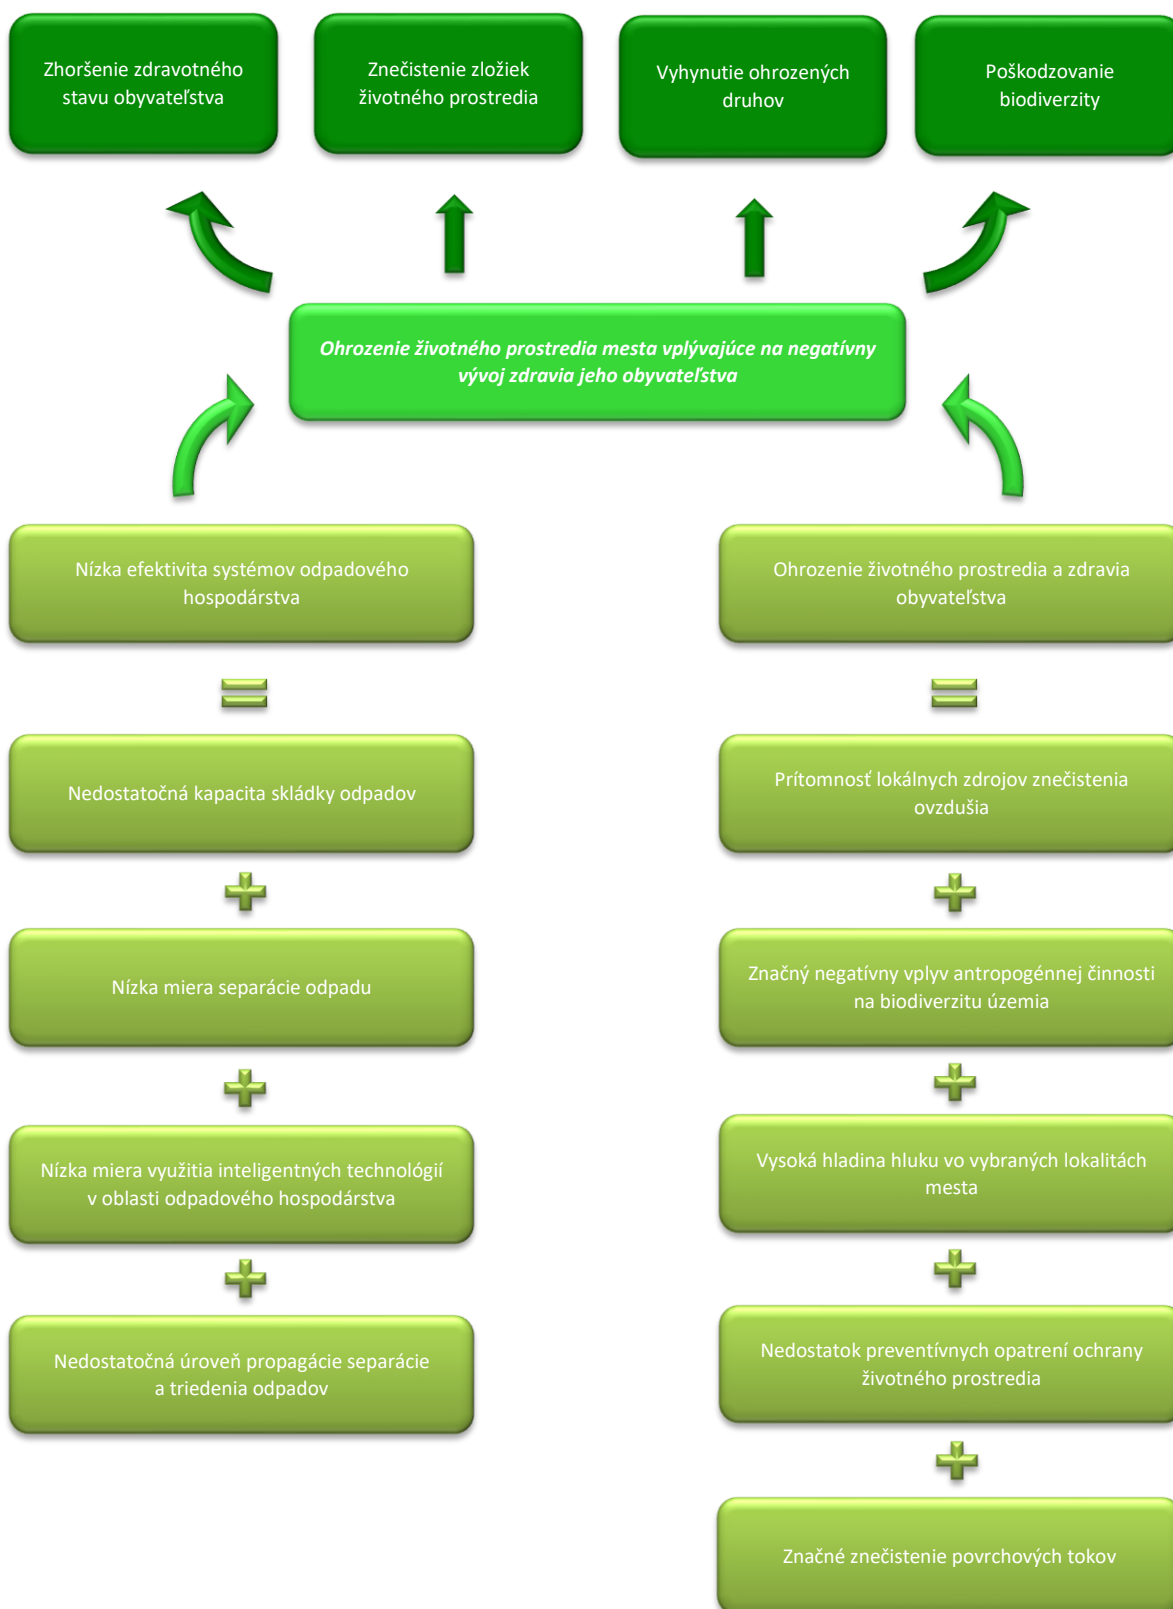 Zhoršenie zdravotného
stavu obyvateľstva
Znečistenie zložiek
životného prostredia
Vyhynutie ohrozených
druhov
Poškodzovanie
biodiverzity
Ohrozenie životného prostredia mesta vplývajúce na negatívny
vývoj zdravia jeho obyvateľstva
Nízka efektivita systémov odpadového
hospodárstva
Nedostatočná kapacita skládky odpadov
Nízka miera separácie odpadu
Nízka miera využitia inteligentných technológií
v oblasti odpadového hospodárstva
Nedostatočná úroveň propagácie separácie
a triedenia odpadov
Ohrozenie životného prostredia a zdravia
obyvateľstva
Prítomnosť lokálnych zdrojov znečistenia
ovzdušia
Značný negatívny vplyv antropogénnej činnosti
na biodiverzitu územia
Vysoká hladina hluku vo vybraných lokalitách
mesta
Nedostatok preventívnych opatrení ochrany
životného prostredia
Značné znečistenie povrchových tokov